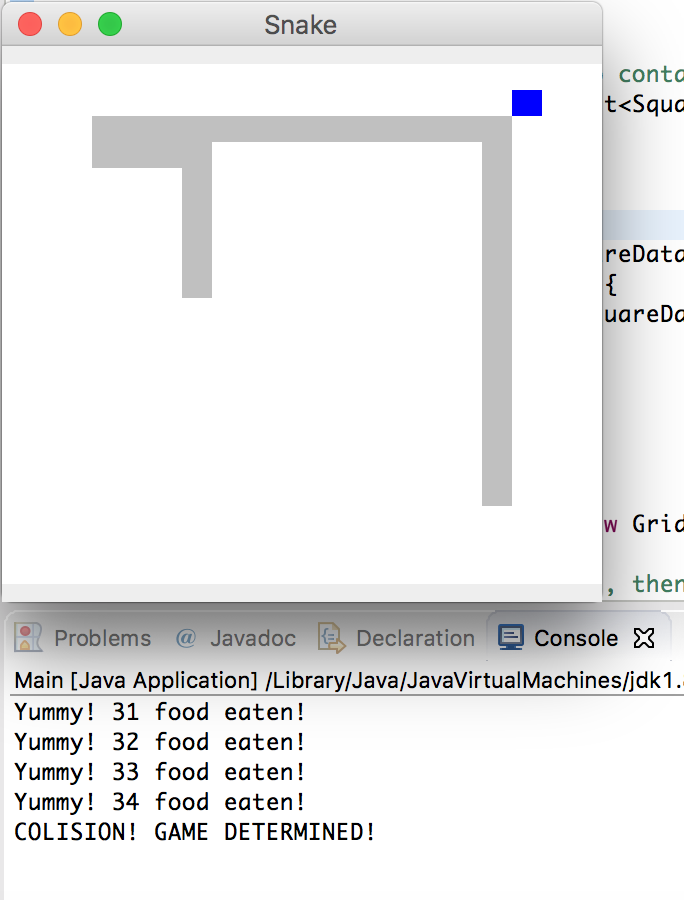 Snake
conta
t<Squa
reData
{
uareDa
w Grid
, then
Problems @ Javadoc Declaration Console
Main [Java Application] /Library/Java/JavaVirtualMachines/jdk1.
Yummy! 31 food eaten!
Yummy! 32 food eaten!
Yummy! 33 food eaten!
Yummy! 34 food eaten!
COLISION! GAME DETERMINED!